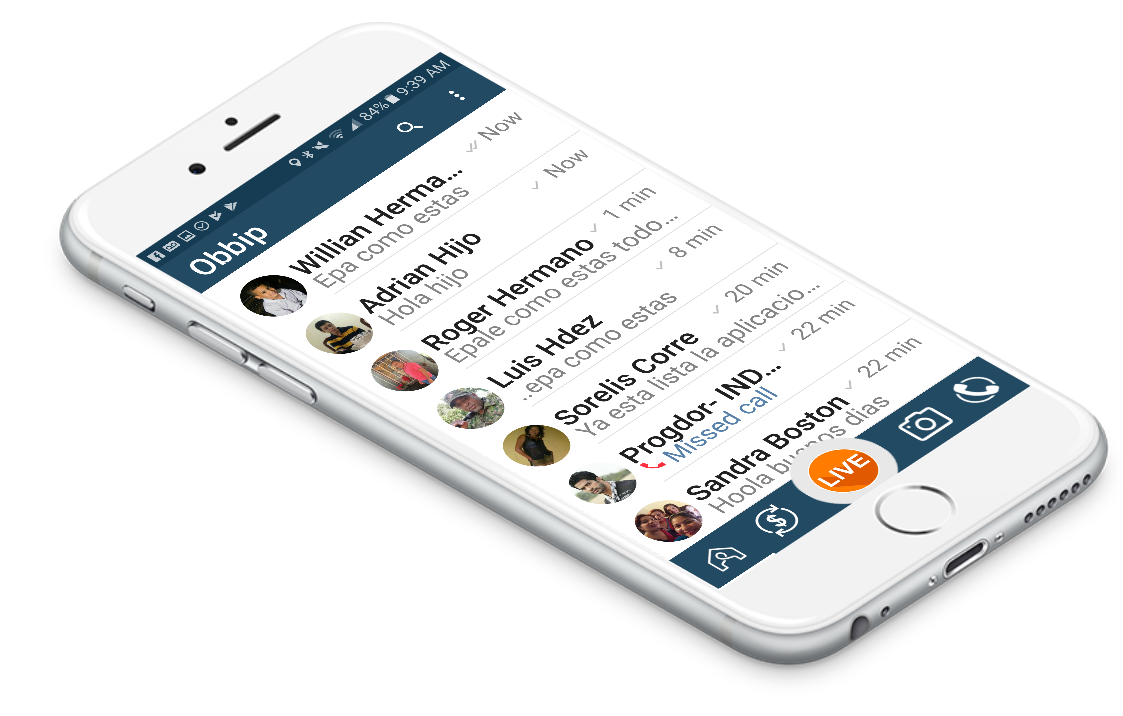 84% 9:39 AM
Obbip
Willian Herma... Now
Epa como estas
Adrian Hijo Now
Hola hijo
Roger Hermano 1 min
Epale como estas todo ...
Luis Hdez 8 min
..epa como estas
Sorelis Corre 20 min
Ya esta lista la aplicacio...
Progdor- IND... 22 min
Missed call
Sandra Boston 22 min
Hoola buenos dias
LIVE